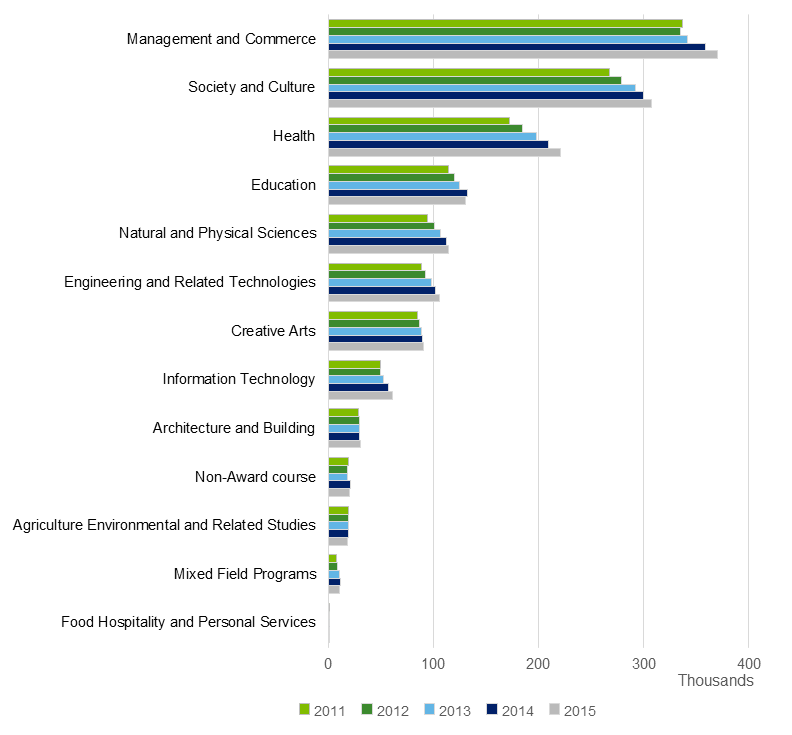 Management and Commerce
Society and Culture
Health
Education
Natural and Physical Sciences
Engineering and Related Technologies
Creative Arts
Information Technology
Architecture and Building
Non-Award course
Agriculture Environmental and Related Studies
Mixed Field Programs
Food Hospitality and Personal Services
0 100 200 300 400
Thousands
2011 2012 2013 2014 2015